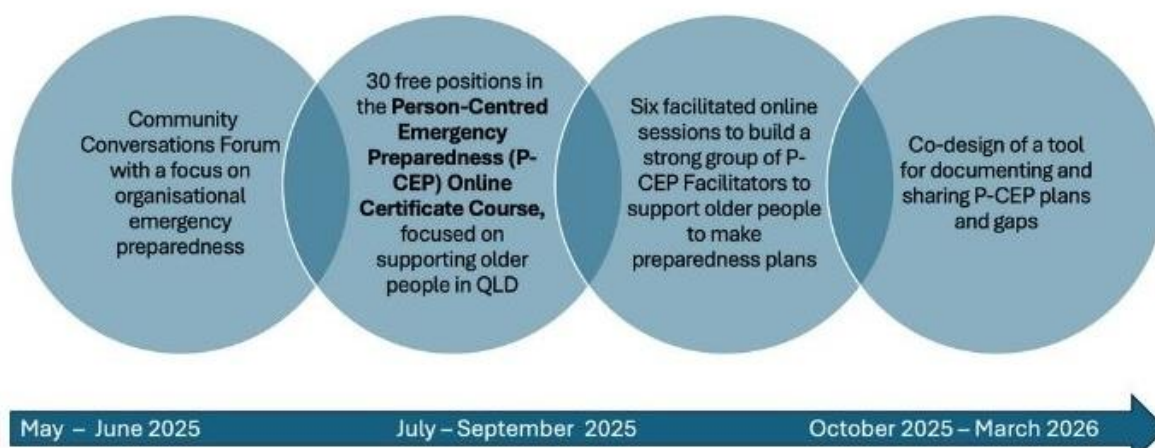 Community
Conversations Forum
with a focus on
organisational
emergency
preparedness
30 free positions in
the Person-Centred
Emergency
Preparedness (P-
CEP) Online
Certificate Course,
focused on
supporting older
people in QLD
Six facilitated online
sessions to build a
strong group of P-
CEP Facilitators to
support older people
to make
preparedness plans
Co-design of a tool
for documenting and
sharing P-CEP plans
and gaps
May – June 2025
July – September 2025
October 2025 – March 2026